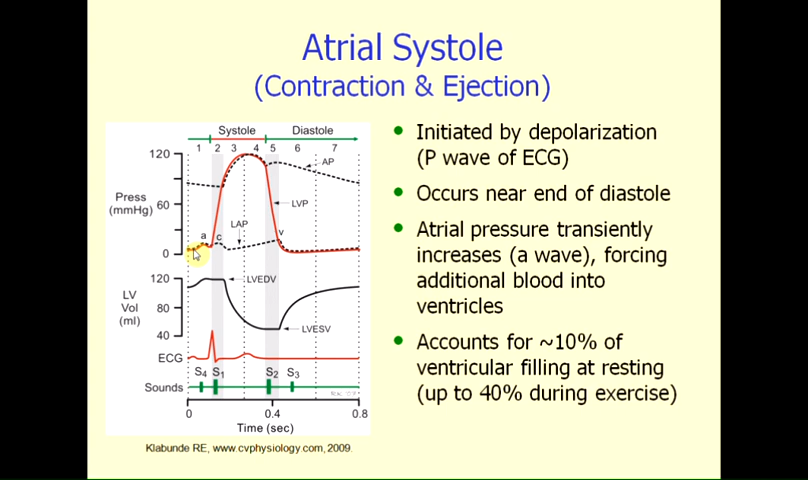 Atrial Systole
(Contraction & Ejection)
Systole Diastole
1 2 3 4 5 6 7
120
AP
Press
(mmHg)
60
LVP
LAP
a c v
0
120
LVEDV
LV
Vol
(ml)
80
LVESV
40
ECG
S4 S1 S2 S3
Sounds
0 0.4 0.8
Time (sec)
Klabunde RE, www.cvphysiology.com, 2009.
• Initiated by depolarization
(P wave of ECG)
• Occurs near end of diastole
• Atrial pressure transiently
increases (a wave), forcing
additional blood into
ventricles
• Accounts for ~10% of
ventricular filling at resting
(up to 40% during exercise)